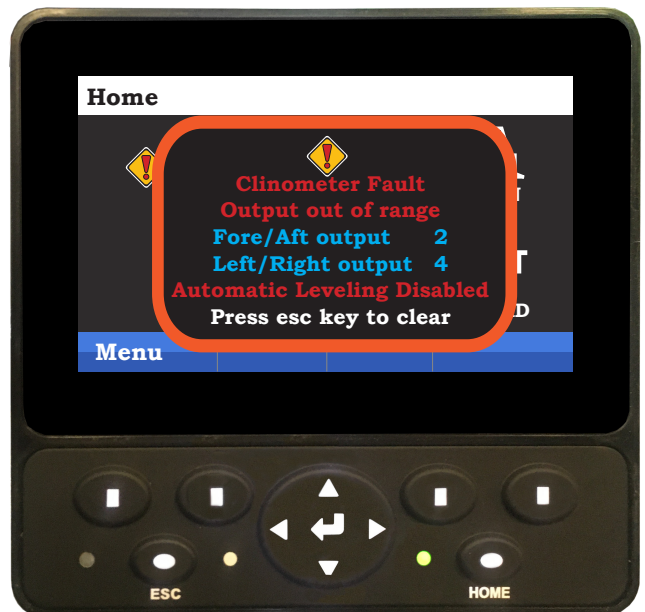 Home
Clinometer Fault
Output out of range
Fore/Aft output 2
Left/Right output 4
Automatic Leveling Disabled
Press esc key to clear
Menu
ESC
HOME